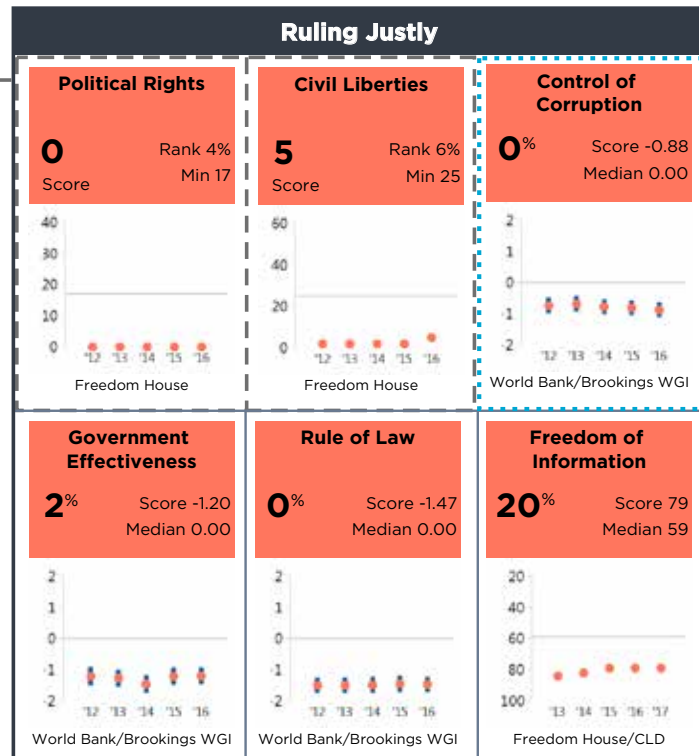 Ruling Justly
Political Rights
0
Score
Rank 4%
Min 17
40
30
20
10
0
'12 '13 '14 '15 '16
Freedom House
Civil Liberties
5
Score
Rank 6%
Min 25
60
40
20
0
'12 '13 '14 '15 '16
Freedom House
Control of
Corruption
0%
Score -0.88
Median 0.00
2
1
0
-1
-2
'12 '13 '14 '15 '16
World Bank/Brookings WGI
Government
Effectiveness
2%
Score -1.20
Median 0.00
2
1
0
-1
-2
'12 '13 '14 '15 '16
World Bank/Brookings WGI
Rule of Law
0%
Score -1.47
Median 0.00
2
1
0
-1
-2
'12 '13 '14 '15 '16
World Bank/Brookings WGI
Freedom of
Information
20%
Score 79
Median 59
20
40
60
80
100
'13 '14 '15 '16 '17
Freedom House/CLD